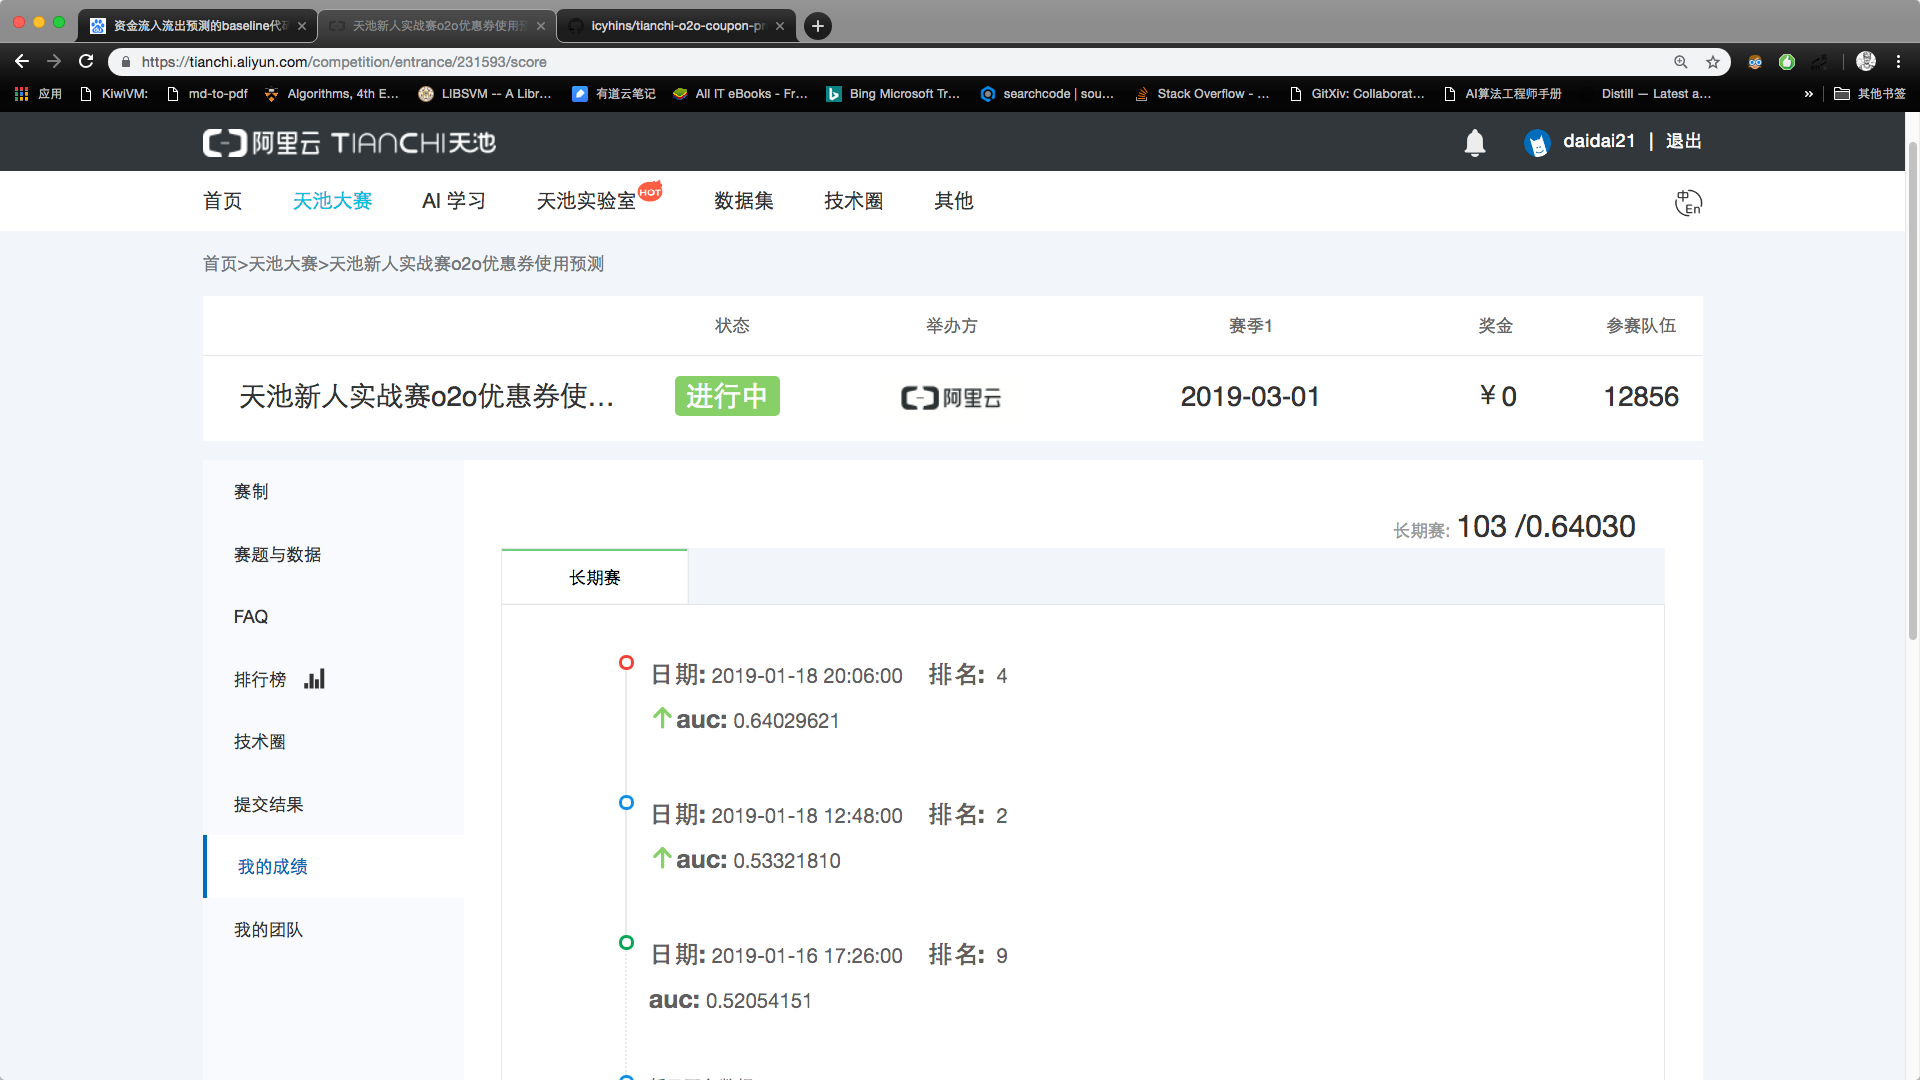 资金流入流出预测的baseline代码
天池新人实战赛o2o优惠券使用预
icyhins/tianchi-o2o-coupon-pr
https://tianchi.aliyun.com/competition/entrance/231593/score
应用 KiwiVM: md-to-pdf Algorithms, 4th E... LIBSVM -- A Libr... 有道云笔记 All IT eBooks - Fr... Bing Microsoft Tr... searchcode | sou... Stack Overflow - ... GitXiv: Collaborat... AI算法工程师手册 Distill — Latest a... » 其他书签
阿里云 TIANCHI天池
daidai21 | 退出
首页 天池大赛 AI 学习 天池实验室 HOT 数据集 技术圈 其他 中 En
首页>天池大赛>天池新人实战赛o2o优惠券使用预测
状态 举办方 赛季1 奖金 参赛队伍
天池新人实战赛o2o优惠券使... 进行中 阿里云 2019-03-01 ¥0 12856
赛制
赛题与数据
FAQ
排行榜
技术圈
提交结果
我的成绩
我的团队
长期赛: 103 /0.64030
长期赛
日期: 2019-01-18 20:06:00 排名: 4
auc: 0.64029621
日期: 2019-01-18 12:48:00 排名: 2
auc: 0.53321810
日期: 2019-01-16 17:26:00 排名: 9
auc: 0.52054151